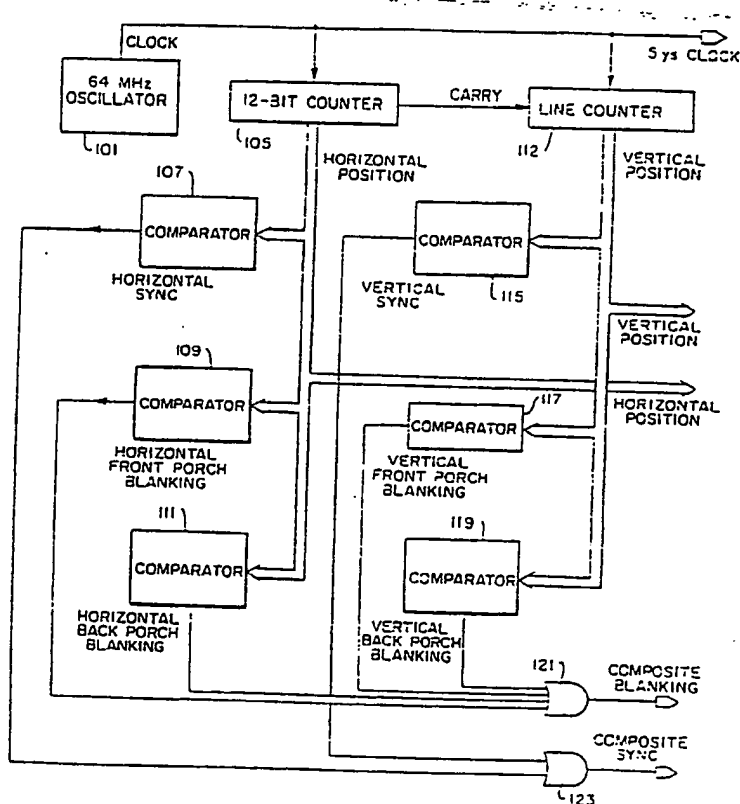 CLOCK
Sys CLOCK
64 MHz
OSCILLATOR
101
12-BIT COUNTER
105
CARRY
LINE COUNTER
112
HORIZONTAL
POSITION
VERTICAL
POSITION
107
COMPARATOR
HORIZONTAL
SYNC
COMPARATOR
VERTICAL
SYNC
115
VERTICAL
POSITION
109
COMPARATOR
HORIZONTAL
FRONT PORCH
BLANKING
HORIZONTAL
POSITION
117
COMPARATOR
VERTICAL
FRONT PORCH
BLANKING
111
COMPARATOR
HORIZONTAL
BACK PORCH
BLANKING
119
COMPARATOR
VERTICAL
BACK PORCH
BLANKING
121
COMPOSITE
BLANKING
COMPOSITE
SYNC
123